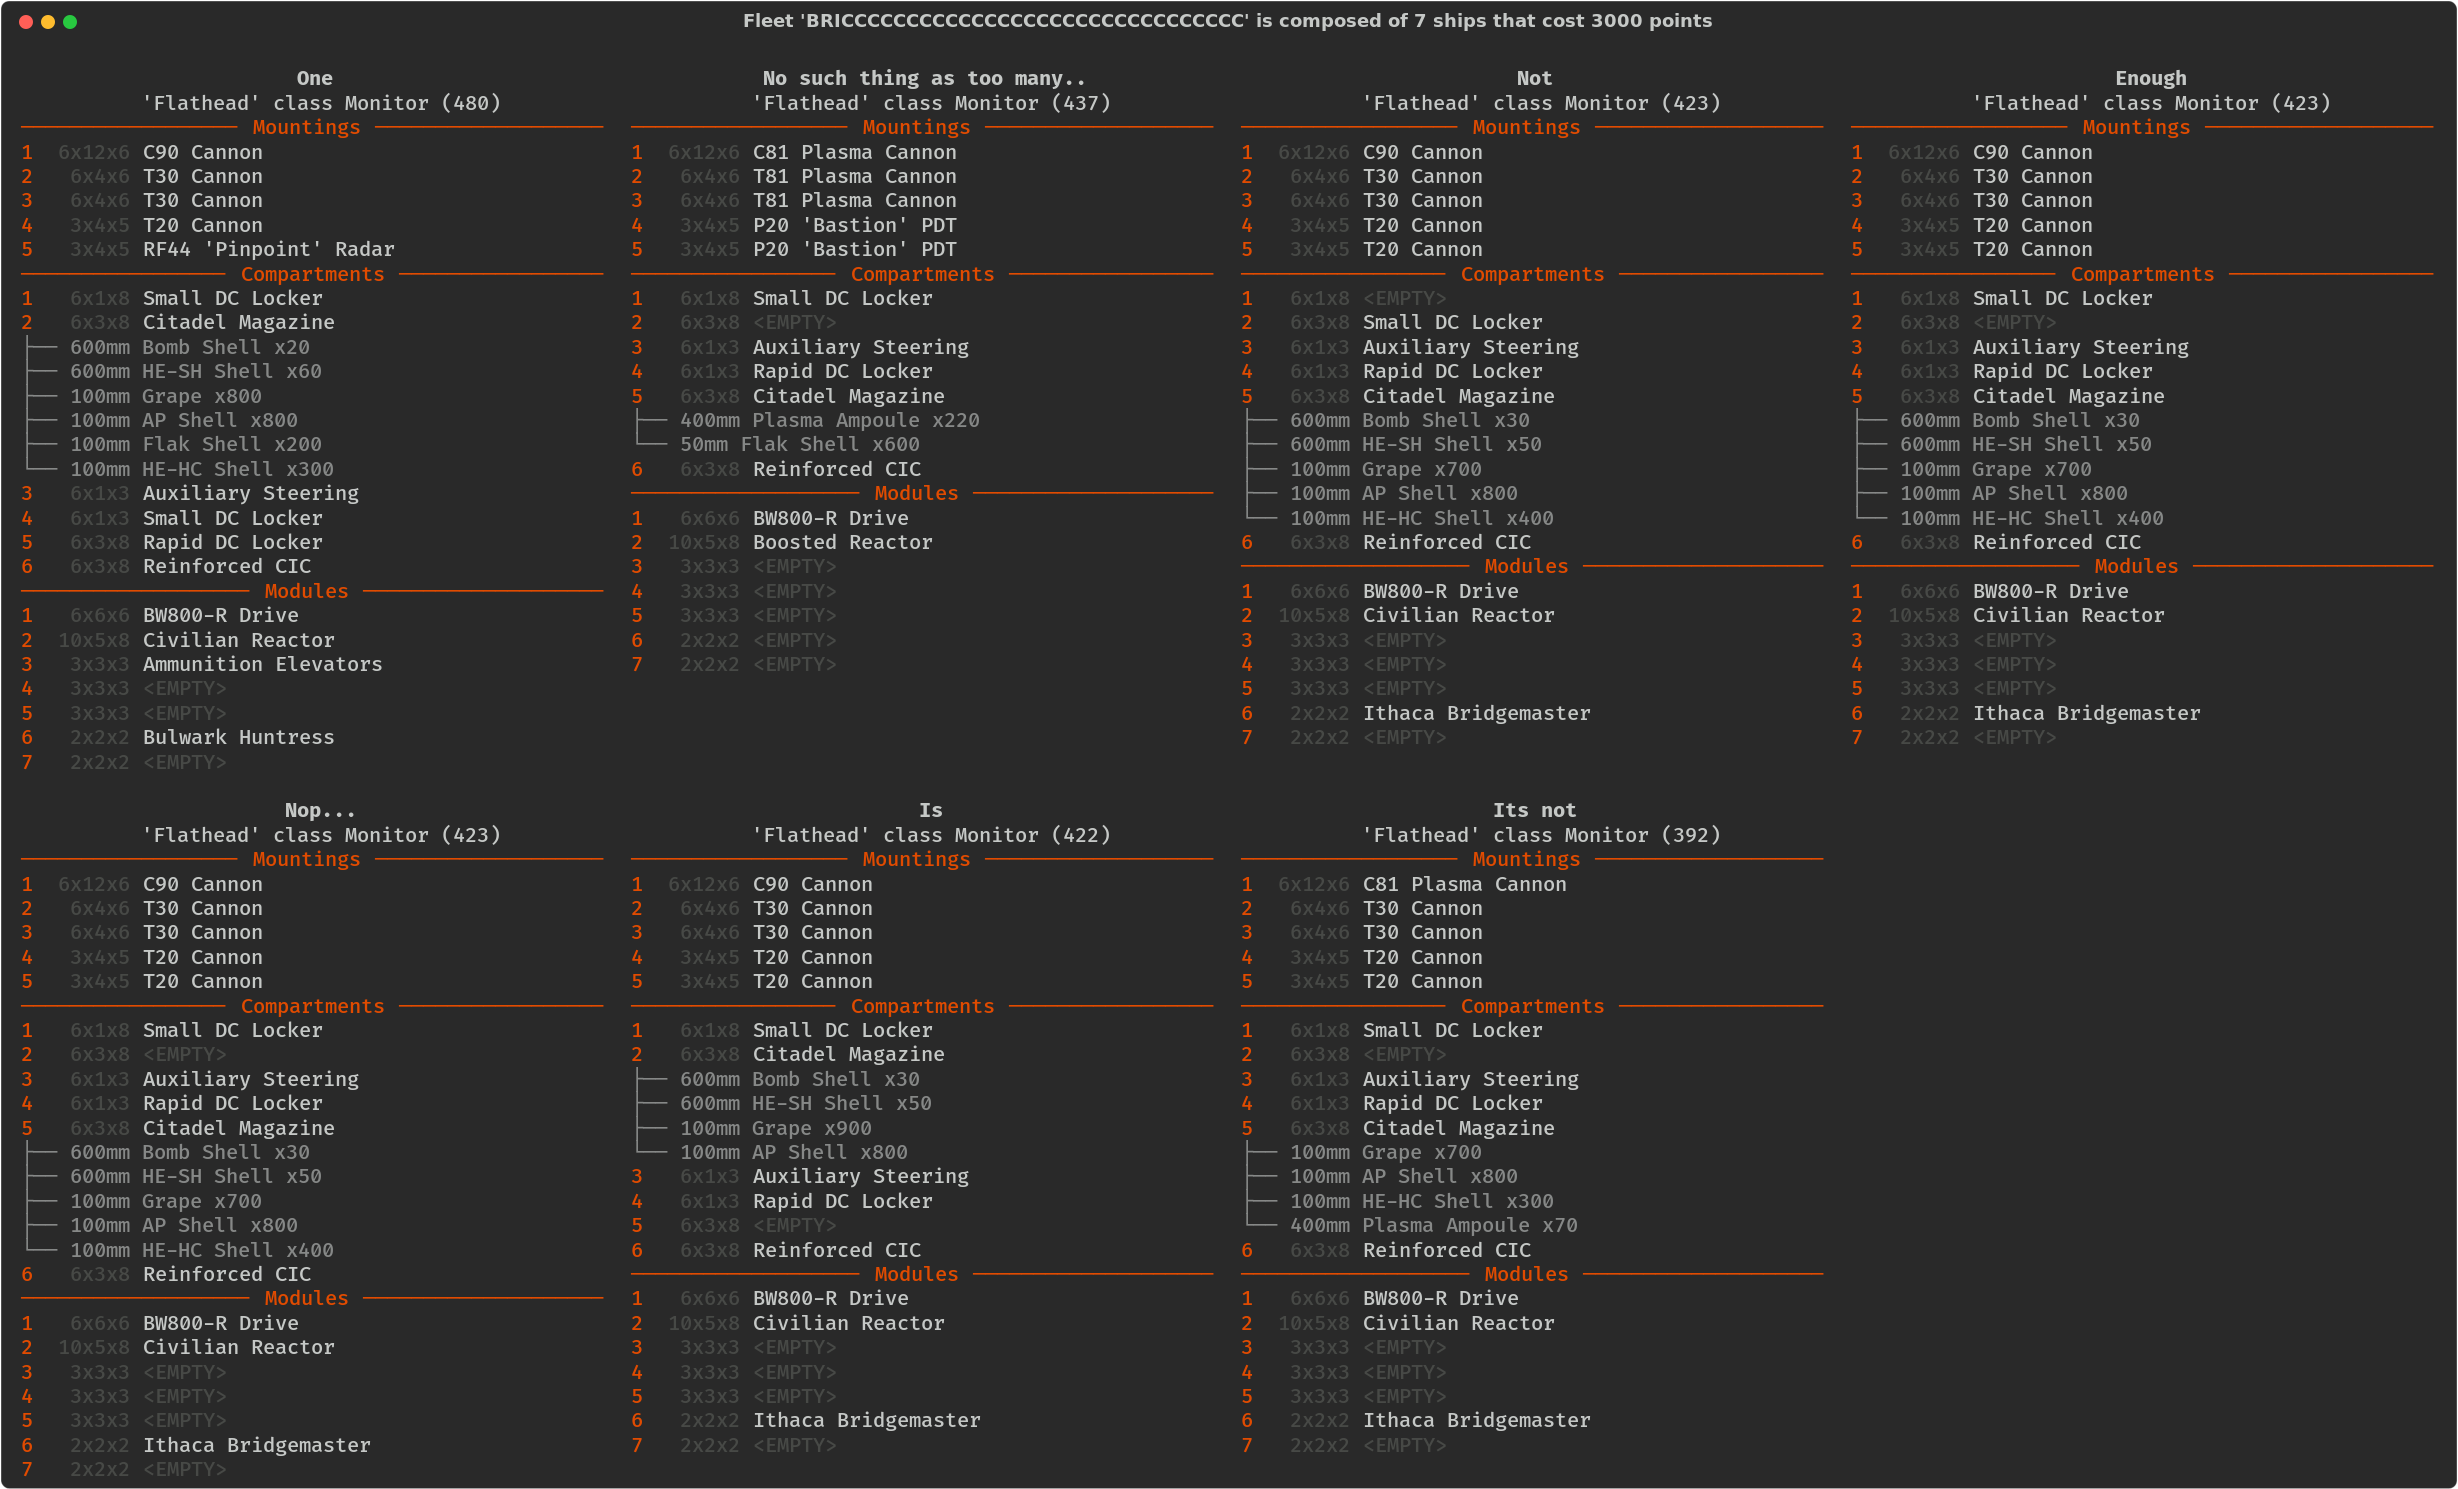 Fleet 'BRICCCCCCCCCCCCCCCCCCCCCCCCCCCCCCC' is composed of 7 ships that cost 3000 points
One
'Flathead' class Monitor (480)
Mountings
1 6x12x6 C90 Cannon
2 6x4x6 T30 Cannon
3 6x4x6 T30 Cannon
4 3x4x5 T20 Cannon
5 3x4x5 RF44 'Pinpoint' Radar
Compartments
1 6x1x8 Small DC Locker
2 6x3x8 Citadel Magazine
├── 600mm Bomb Shell x20
├── 600mm HE-SH Shell x60
├── 100mm Grape x800
├── 100mm AP Shell x800
├── 100mm Flak Shell x200
└── 100mm HE-HC Shell x300
3 6x1x3 Auxiliary Steering
4 6x1x3 Small DC Locker
5 6x3x8 Rapid DC Locker
6 6x3x8 Reinforced CIC
Modules
1 6x6x6 BW800-R Drive
2 10x5x8 Civilian Reactor
3 3x3x3 Ammunition Elevators
4 3x3x3 <EMPTY>
5 3x3x3 <EMPTY>
6 2x2x2 Bulwark Huntress
7 2x2x2 <EMPTY>
No such thing as too many..
'Flathead' class Monitor (437)
Mountings
1 6x12x6 C81 Plasma Cannon
2 6x4x6 T81 Plasma Cannon
3 6x4x6 T81 Plasma Cannon
4 3x4x5 P20 'Bastion' PDT
5 3x4x5 P20 'Bastion' PDT
Compartments
1 6x1x8 Small DC Locker
2 6x3x8 <EMPTY>
3 6x1x3 Auxiliary Steering
4 6x1x3 Rapid DC Locker
5 6x3x8 Citadel Magazine
├── 400mm Plasma Ampoule x220
└── 50mm Flak Shell x600
6 6x3x8 Reinforced CIC
Modules
1 6x6x6 BW800-R Drive
2 10x5x8 Boosted Reactor
3 3x3x3 <EMPTY>
4 3x3x3 <EMPTY>
5 3x3x3 <EMPTY>
6 2x2x2 <EMPTY>
7 2x2x2 <EMPTY>
Not
'Flathead' class Monitor (423)
Mountings
1 6x12x6 C90 Cannon
2 6x4x6 T30 Cannon
3 6x4x6 T30 Cannon
4 3x4x5 T20 Cannon
5 3x4x5 T20 Cannon
Compartments
1 6x1x8 <EMPTY>
2 6x3x8 Small DC Locker
3 6x1x3 Auxiliary Steering
4 6x1x3 Rapid DC Locker
5 6x3x8 Citadel Magazine
├── 600mm Bomb Shell x30
├── 600mm HE-SH Shell x50
├── 100mm Grape x700
├── 100mm AP Shell x800
└── 100mm HE-HC Shell x400
6 6x3x8 Reinforced CIC
Modules
1 6x6x6 BW800-R Drive
2 10x5x8 Civilian Reactor
3 3x3x3 <EMPTY>
4 3x3x3 <EMPTY>
5 3x3x3 <EMPTY>
6 2x2x2 Ithaca Bridgemaster
7 2x2x2 <EMPTY>
Enough
'Flathead' class Monitor (423)
Mountings
1 6x12x6 C90 Cannon
2 6x4x6 T30 Cannon
3 6x4x6 T30 Cannon
4 3x4x5 T20 Cannon
5 3x4x5 T20 Cannon
Compartments
1 6x1x8 Small DC Locker
2 6x3x8 <EMPTY>
3 6x1x3 Auxiliary Steering
4 6x1x3 Rapid DC Locker
5 6x3x8 Citadel Magazine
├── 600mm Bomb Shell x30
├── 600mm HE-SH Shell x50
├── 100mm Grape x700
├── 100mm AP Shell x800
└── 100mm HE-HC Shell x400
6 6x3x8 Reinforced CIC
Modules
1 6x6x6 BW800-R Drive
2 10x5x8 Civilian Reactor
3 3x3x3 <EMPTY>
4 3x3x3 <EMPTY>
5 3x3x3 <EMPTY>
6 2x2x2 Ithaca Bridgemaster
7 2x2x2 <EMPTY>
Nop...
'Flathead' class Monitor (423)
Mountings
1 6x12x6 C90 Cannon
2 6x4x6 T30 Cannon
3 6x4x6 T30 Cannon
4 3x4x5 T20 Cannon
5 3x4x5 T20 Cannon
Compartments
1 6x1x8 Small DC Locker
2 6x3x8 <EMPTY>
3 6x1x3 Auxiliary Steering
4 6x1x3 Rapid DC Locker
5 6x3x8 Citadel Magazine
├── 600mm Bomb Shell x30
├── 600mm HE-SH Shell x50
├── 100mm Grape x700
├── 100mm AP Shell x800
└── 100mm HE-HC Shell x400
6 6x3x8 Reinforced CIC
Modules
1 6x6x6 BW800-R Drive
2 10x5x8 Civilian Reactor
3 3x3x3 <EMPTY>
4 3x3x3 <EMPTY>
5 3x3x3 <EMPTY>
6 2x2x2 Ithaca Bridgemaster
7 2x2x2 <EMPTY>
Is
'Flathead' class Monitor (422)
Mountings
1 6x12x6 C90 Cannon
2 6x4x6 T30 Cannon
3 6x4x6 T30 Cannon
4 3x4x5 T20 Cannon
5 3x4x5 T20 Cannon
Compartments
1 6x1x8 Small DC Locker
2 6x3x8 Citadel Magazine
├── 600mm Bomb Shell x30
├── 600mm HE-SH Shell x50
├── 100mm Grape x900
└── 100mm AP Shell x800
3 6x1x3 Auxiliary Steering
4 6x1x3 Rapid DC Locker
5 6x3x8 <EMPTY>
6 6x3x8 Reinforced CIC
Modules
1 6x6x6 BW800-R Drive
2 10x5x8 Civilian Reactor
3 3x3x3 <EMPTY>
4 3x3x3 <EMPTY>
5 3x3x3 <EMPTY>
6 2x2x2 Ithaca Bridgemaster
7 2x2x2 <EMPTY>
Its not
'Flathead' class Monitor (392)
Mountings
1 6x12x6 C81 Plasma Cannon
2 6x4x6 T30 Cannon
3 6x4x6 T30 Cannon
4 3x4x5 T20 Cannon
5 3x4x5 T20 Cannon
Compartments
1 6x1x8 Small DC Locker
2 6x3x8 <EMPTY>
3 6x1x3 Auxiliary Steering
4 6x1x3 Rapid DC Locker
5 6x3x8 Citadel Magazine
├── 100mm Grape x700
├── 100mm AP Shell x800
├── 100mm HE-HC Shell x300
└── 400mm Plasma Ampoule x70
6 6x3x8 Reinforced CIC
Modules
1 6x6x6 BW800-R Drive
2 10x5x8 Civilian Reactor
3 3x3x3 <EMPTY>
4 3x3x3 <EMPTY>
5 3x3x3 <EMPTY>
6 2x2x2 Ithaca Bridgemaster
7 2x2x2 <EMPTY>